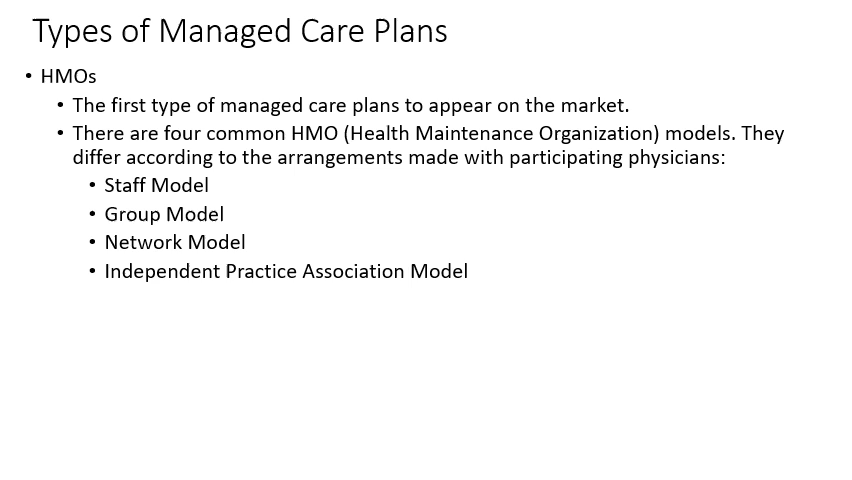 Types of Managed Care Plans
• HMOs
• The first type of managed care plans to appear on the market.
• There are four common HMO (Health Maintenance Organization) models. They
differ according to the arrangements made with participating physicians:
• Staff Model
• Group Model
• Network Model
• Independent Practice Association Model